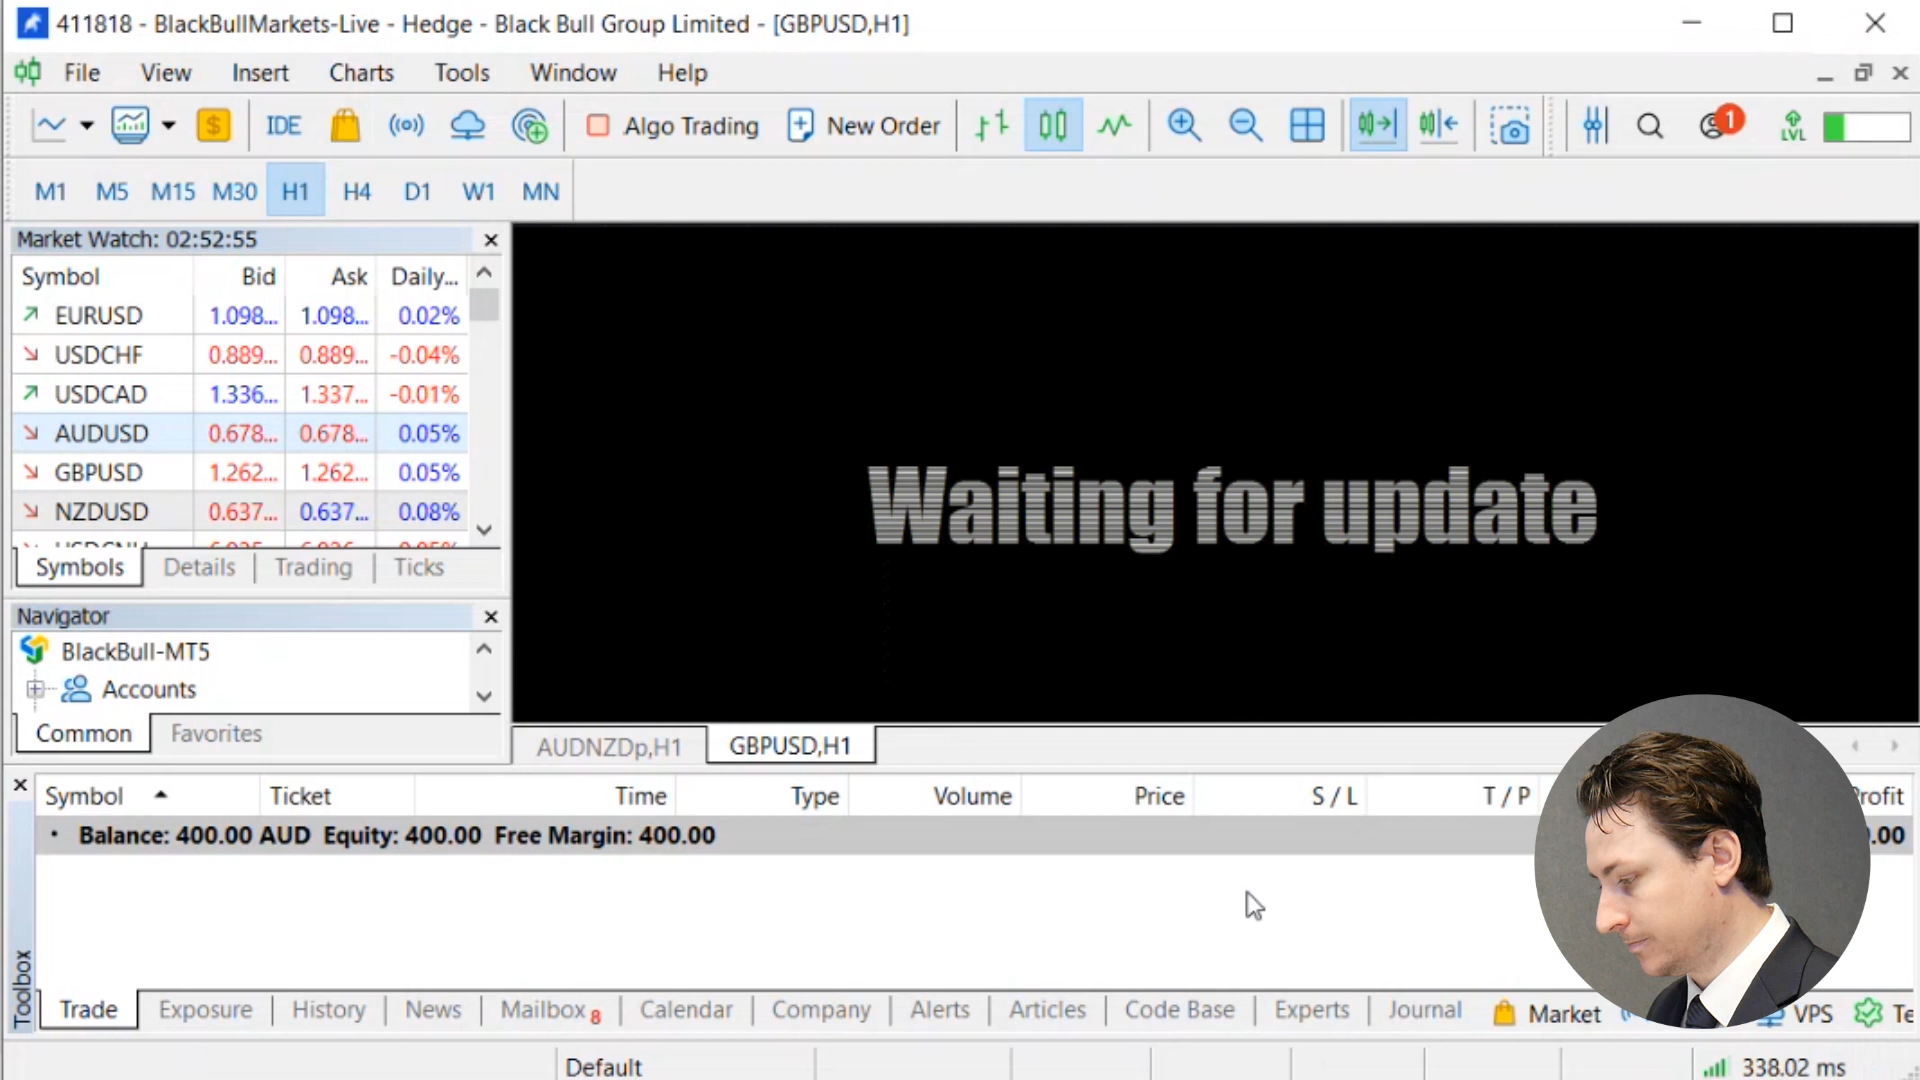 411818 - BlackBullMarkets-Live - Hedge - Black Bull Group Limited - [GBPUSD,H1]
File View Insert Charts Tools Window Help
$ IDE Algo Trading New Order 1 LVL
M1 M5 M15 M30 H1 H4 D1 W1 MN
Market Watch: 02:52:55
Symbol Bid Ask Daily...
EURUSD 1.098... 1.098... 0.02%
USDCHF 0.889... 0.889... -0.04%
USDCAD 1.336... 1.337... -0.01%
AUDUSD 0.678... 0.678... 0.05%
GBPUSD 1.262... 1.262... 0.05%
NZDUSD 0.637... 0.637... 0.08%
Symbols Details Trading Ticks
Waiting for update
Navigator
BlackBull-MT5
Accounts
Common Favorites
AUDNZDp,H1 GBPUSD,H1
Symbol Ticket Time Type Volume Price S / L T / P Profit
Balance: 400.00 AUD Equity: 400.00 Free Margin: 400.00 .00
Toolbox
Trade Exposure History News Mailbox 8 Calendar Company Alerts Articles Code Base Experts Journal Market VPS Te
Default 338.02 ms